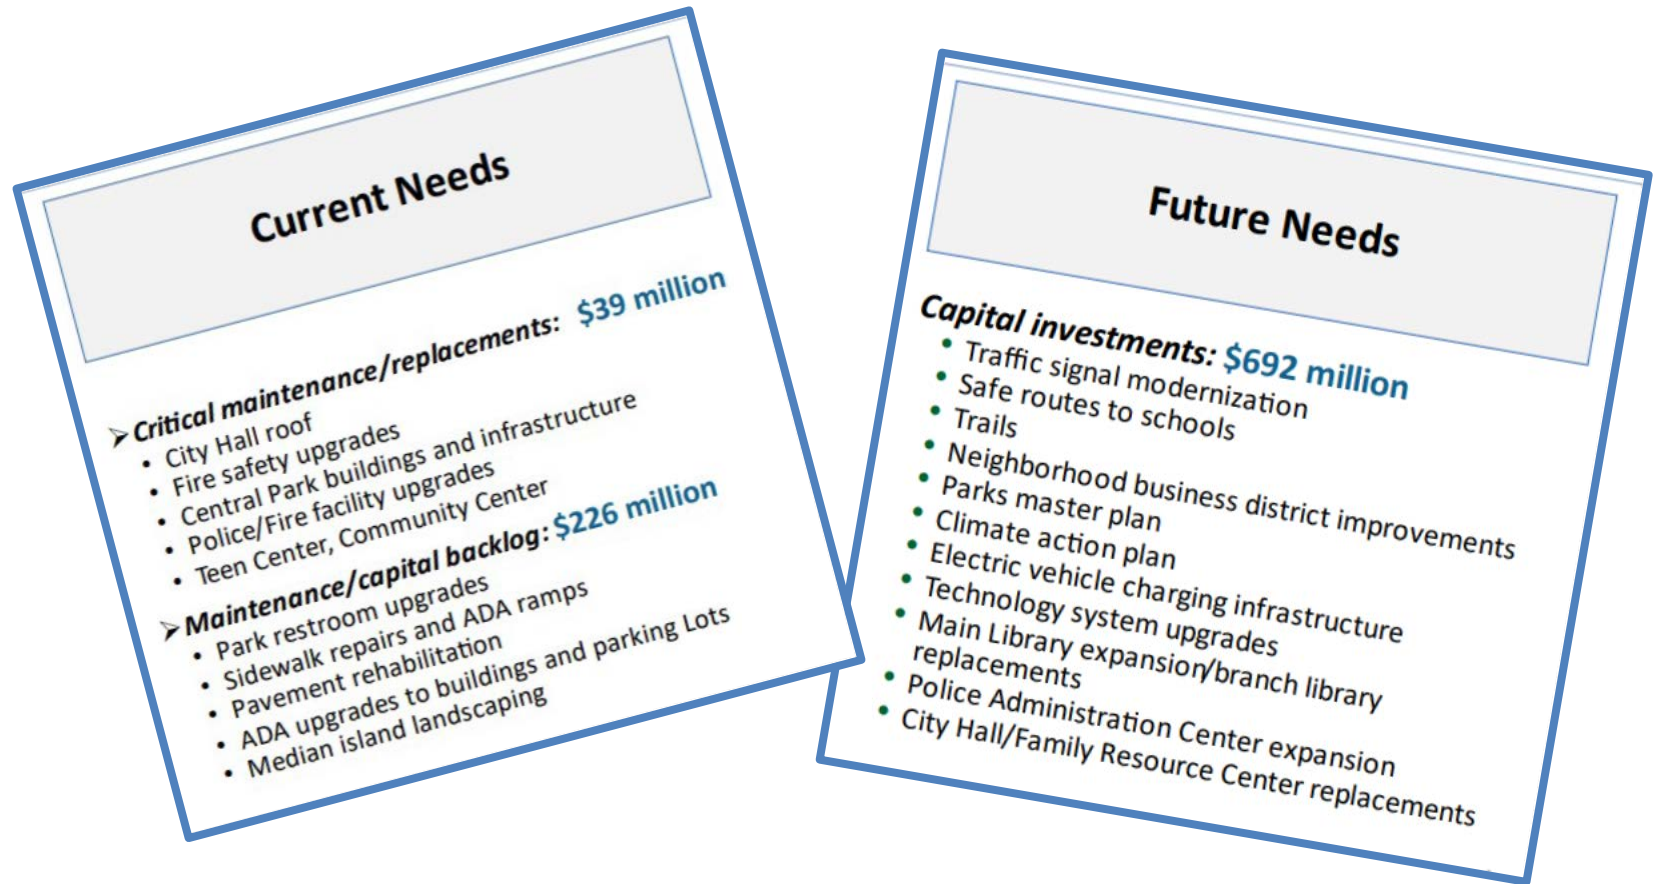 Current Needs
➢Critical maintenance/replacements: $39 million
• City Hall roof
• Fire safety upgrades
• Central Park buildings and infrastructure
• Police/Fire facility upgrades
• Teen Center, Community Center
➢Maintenance/capital backlog: $226 million
• Park restroom upgrades
• Sidewalk repairs and ADA ramps
• Pavement rehabilitation
• ADA upgrades to buildings and parking Lots
• Median island landscaping
Future Needs
Capital investments: $692 million
• Traffic signal modernization
• Safe routes to schools
• Trails
• Neighborhood business district improvements
• Parks master plan
• Climate action plan
• Electric vehicle charging infrastructure
• Technology system upgrades
• Main Library expansion/branch library
replacements
• Police Administration Center expansion
• City Hall/Family Resource Center replacements